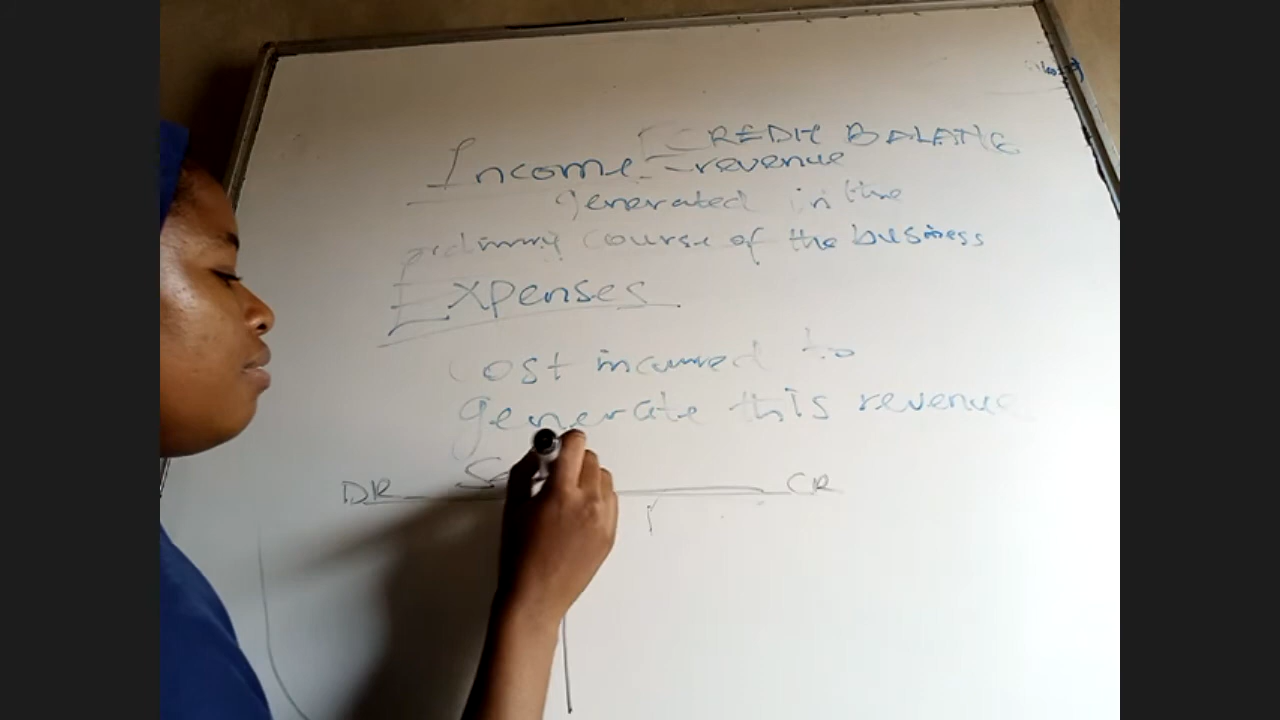 CREDIT BALANCE
Income = revenue
generated in the
ordinary course of the business
Expenses
Cost incurred to
generate this revenue
DR CR